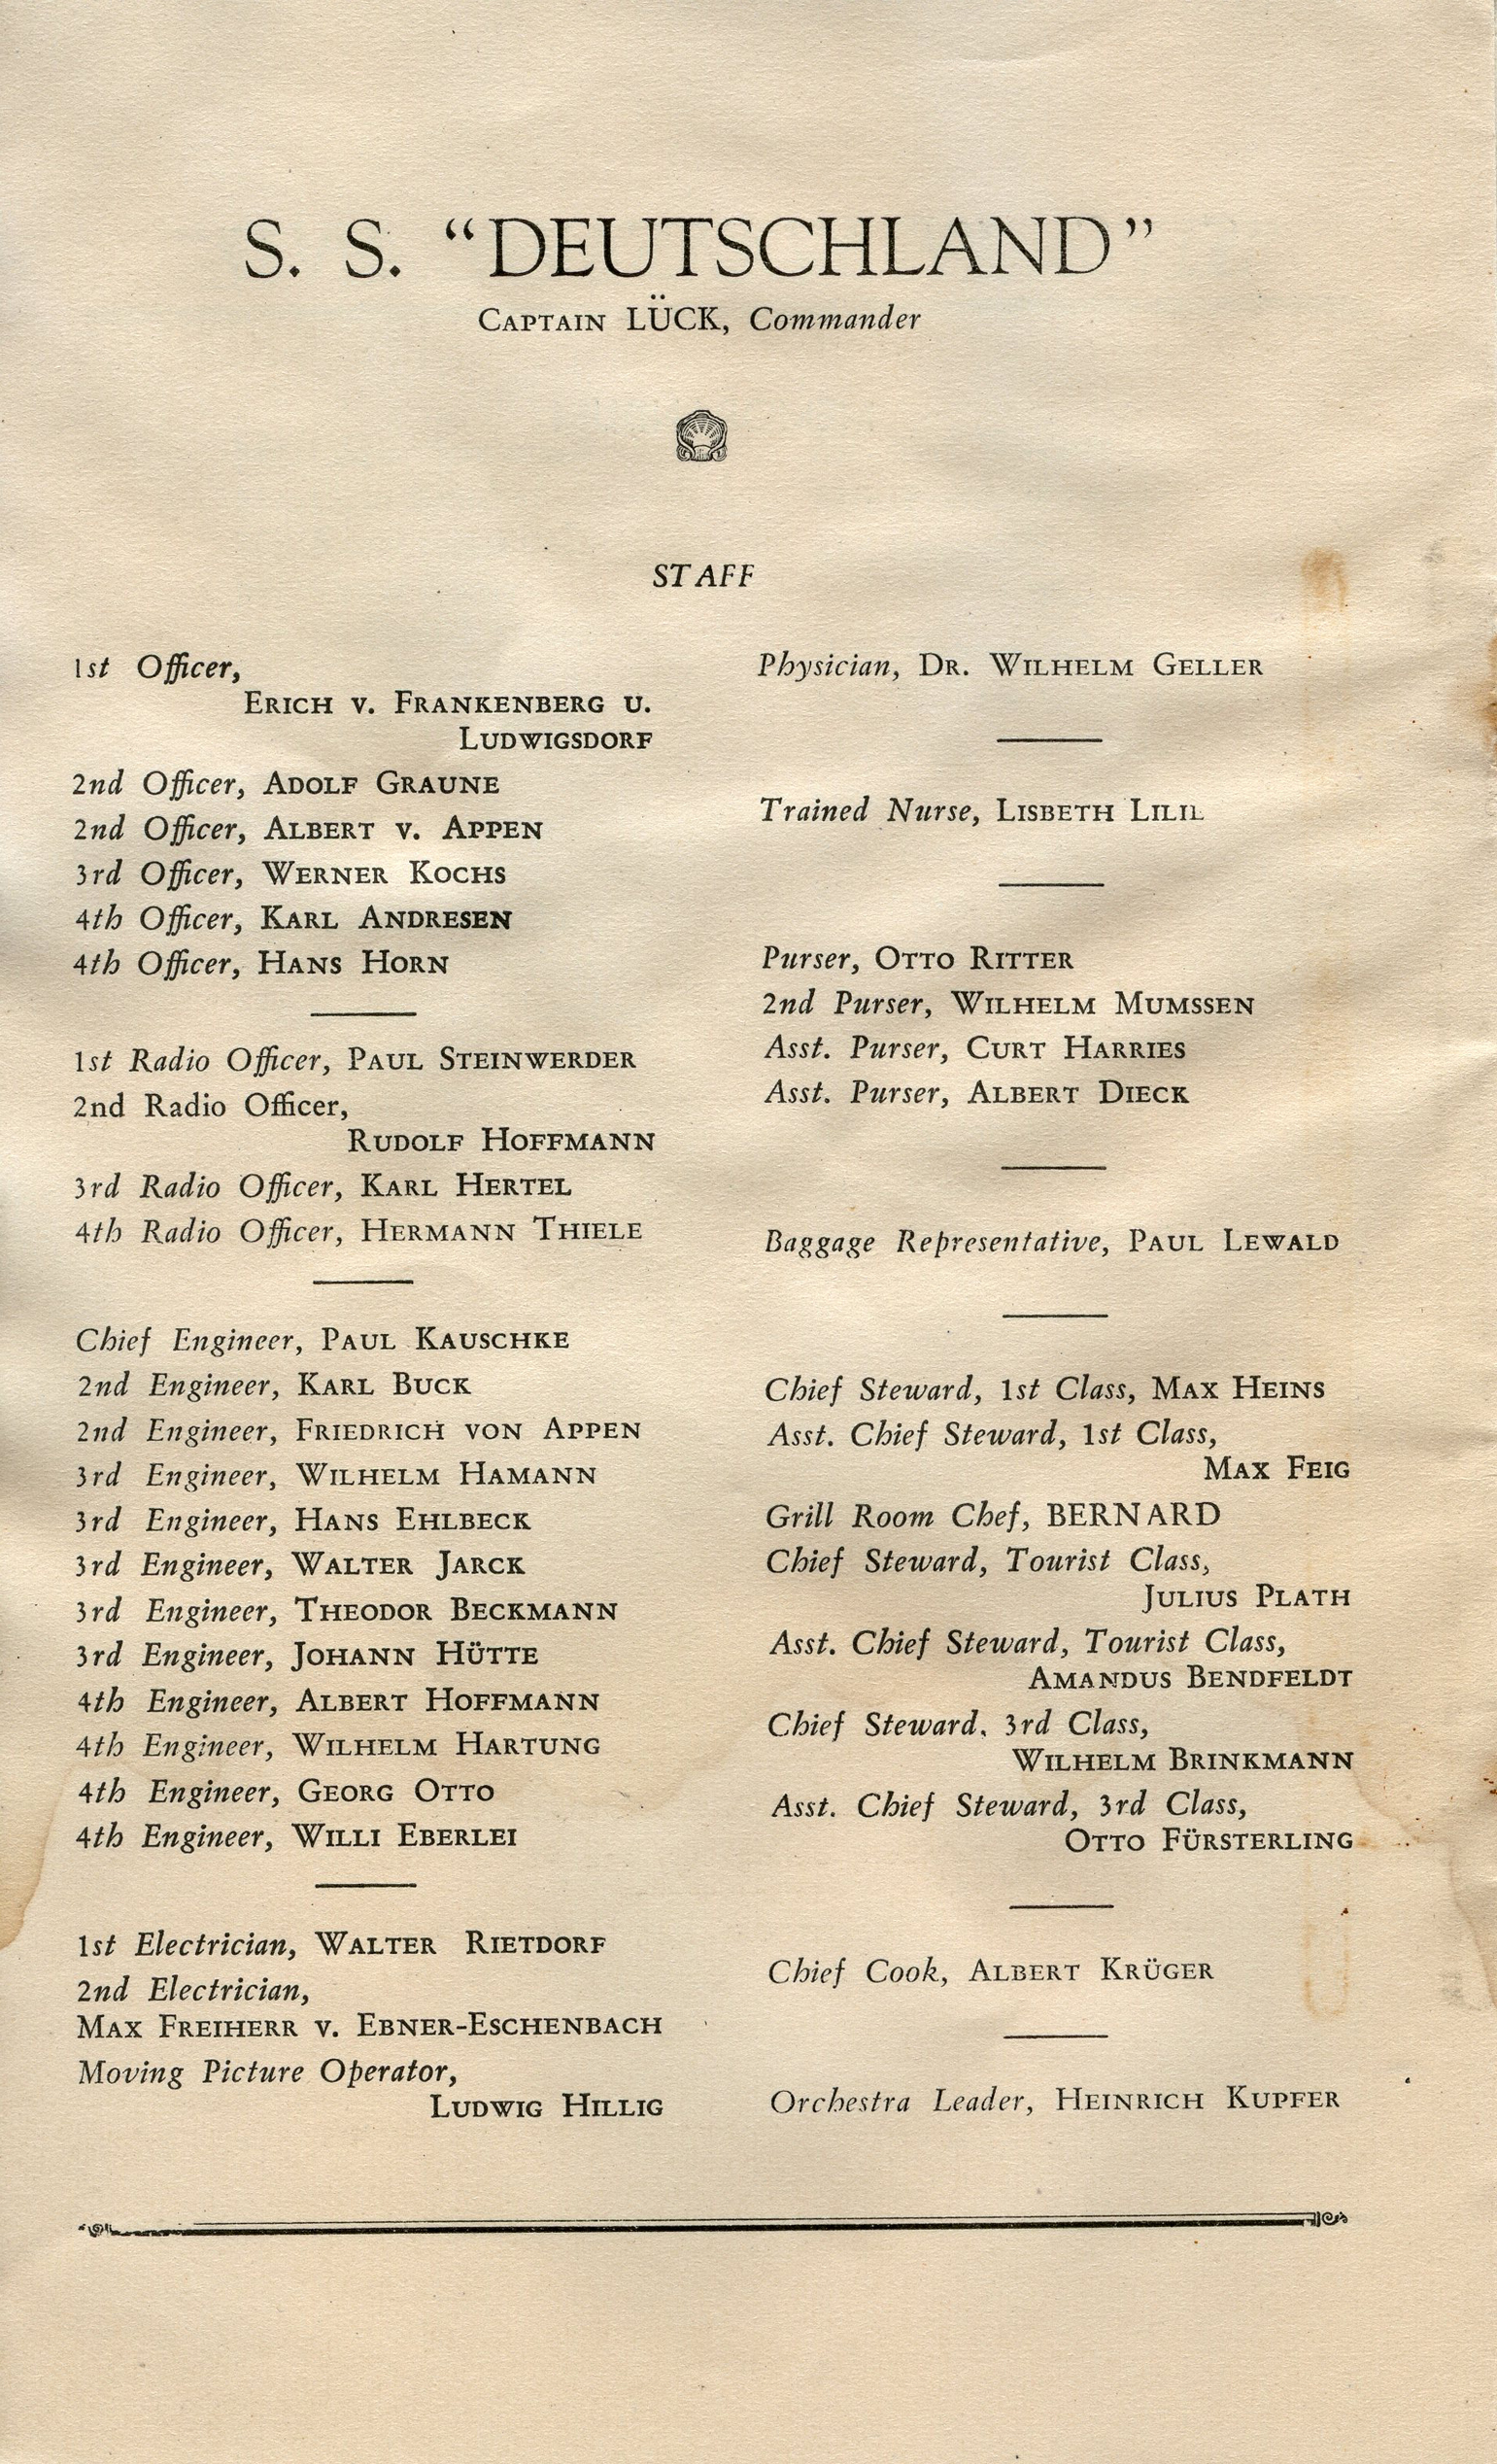 S. S. “DEUTSCHLAND”
CAPTAIN LÜCK, Commander
STAFF
1st Officer,
ERICH V. FRANKENBERG U.
LUDWIGSDORF
2nd Officer, ADOLF GRAUNE
2nd Officer, ALBERT V. APPEN
3rd Officer, WERNER KOCHS
4th Officer, KARL ANDRESEN
4th Officer, HANS HORN
1st Radio Officer, PAUL STEINWERDER
2nd Radio Officer,
RUDOLF HOFFMANN
3rd Radio Officer, KARL HERTEL
4th Radio Officer, HERMANN THIELE
Chief Engineer, PAUL KAUSCHKE
2nd Engineer, KARL BUCK
2nd Engineer, FRIEDRICH VON APPEN
3rd Engineer, WILHELM HAMANN
3rd Engineer, HANS EHLBECK
3rd Engineer, WALTER JARCK
3rd Engineer, THEODOR BECKMANN
3rd Engineer, JOHANN HÜTTE
4th Engineer, ALBERT HOFFMANN
4th Engineer, WILHELM HARTUNG
4th Engineer, GEORG OTTO
4th Engineer, WILLI EBERLEI
1st Electrician, WALTER RIETDORF
2nd Electrician,
MAX FREIHERR V. EBNER-ESCHENBACH
Moving Picture Operator,
LUDWIG HILLIG
Physician, DR. WILHELM GELLER
Trained Nurse, LISBETH LILIL
Purser, OTTO RITTER
2nd Purser, WILHELM MUMSSEN
Asst. Purser, CURT HARRIES
Asst. Purser, ALBERT DIECK
Baggage Representative, PAUL LEWALD
Chief Steward, 1st Class, MAX HEINS
Asst. Chief Steward, 1st Class,
MAX FEIG
Grill Room Chef, BERNARD
Chief Steward, Tourist Class,
JULIUS PLATH
Asst. Chief Steward, Tourist Class,
AMANDUS BENDFELDT
Chief Steward. 3rd Class,
WILHELM BRINKMANN
Asst. Chief Steward, 3rd Class,
OTTO FÜRSTERLING
Chief Cook, ALBERT KRÜGER
Orchestra Leader, HEINRICH KUPFER